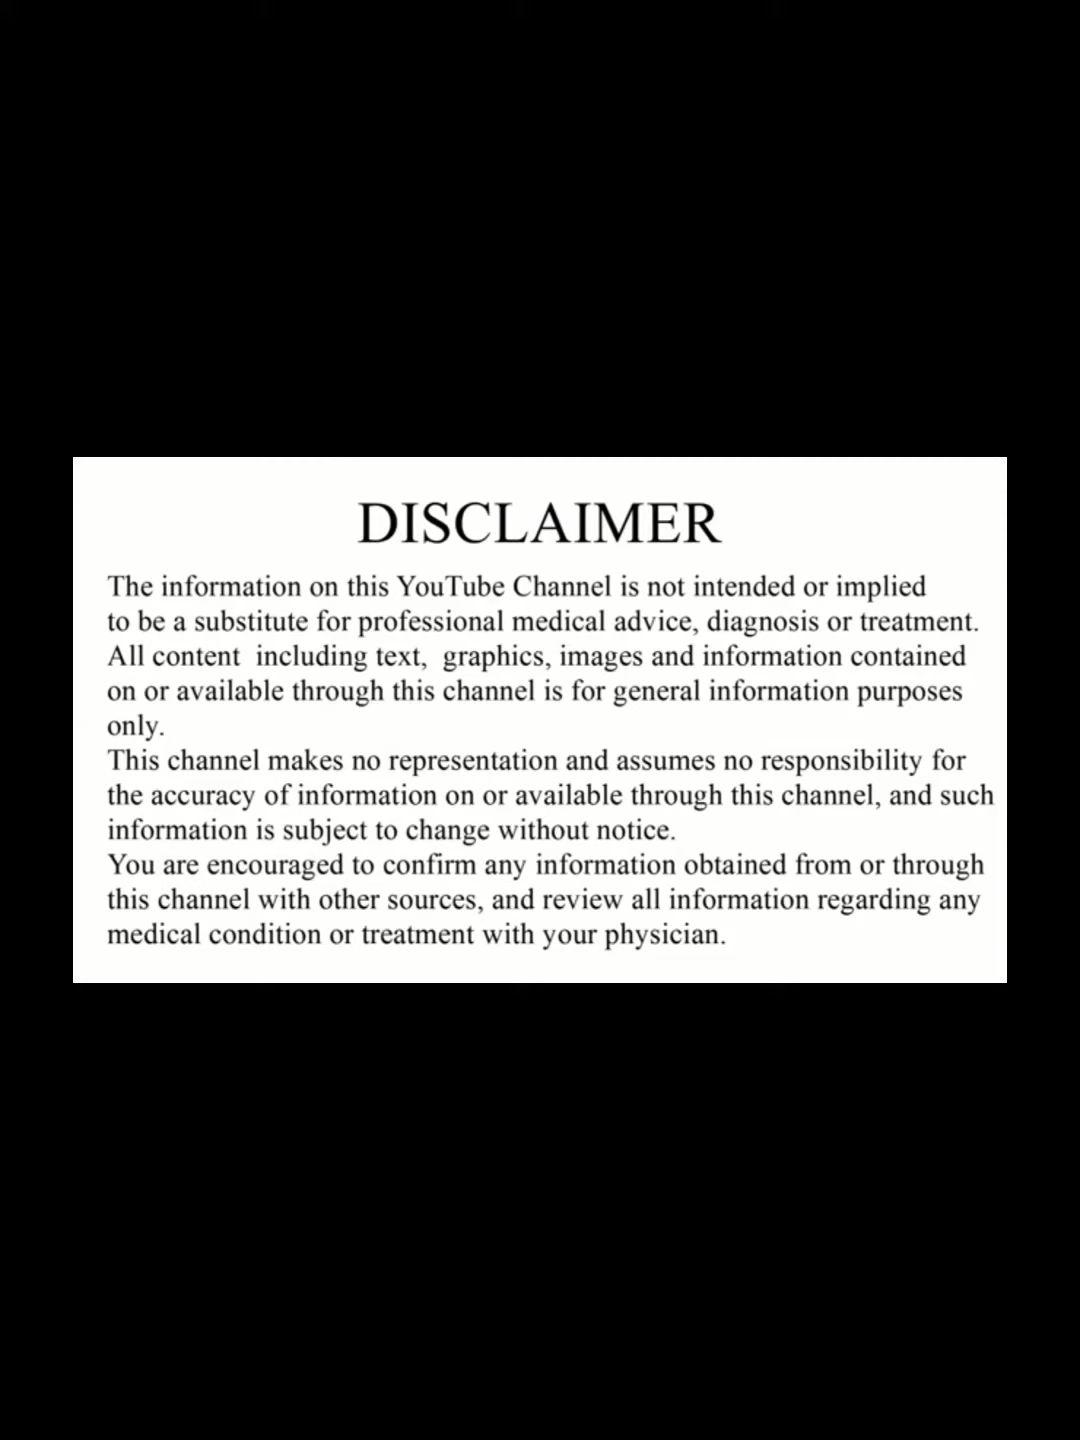 DISCLAIMER
The information on this YouTube Channel is not intended or implied
to be a substitute for professional medical advice, diagnosis or treatment.
All content  including text,  graphics, images and information contained
on or available through this channel is for general information purposes
only.
This channel makes no representation and assumes no responsibility for
the accuracy of information on or available through this channel, and such
information is subject to change without notice.
You are encouraged to confirm any information obtained from or through
this channel with other sources, and review all information regarding any
medical condition or treatment with your physician.